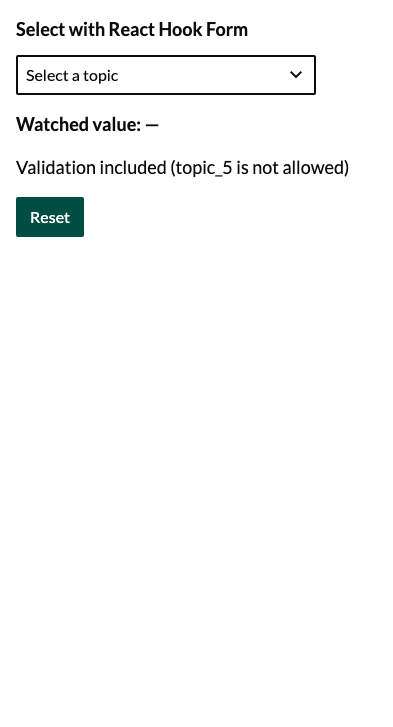 Select with React Hook Form
Select a topic
Watched value: —
Validation included (topic_5 is not allowed)
Reset